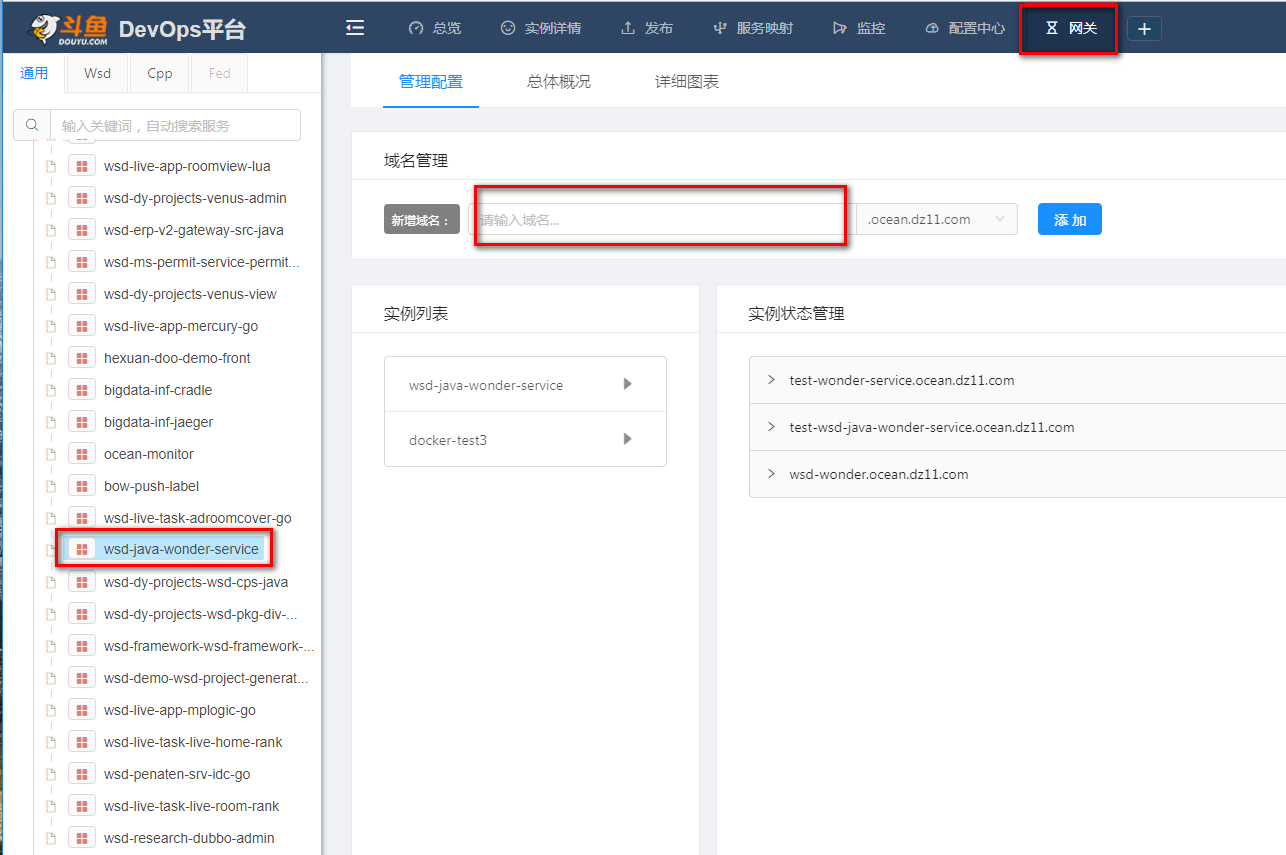 斗鱼 DOUYU.COM DevOps平台 总览 实例详情 发布 服务映射 监控 配置中心 网关
通用 Wsd Cpp Fed
管理配置 总体概况 详细图表
输入关键词，自动搜索服务
wsd-live-app-roomview-lua
wsd-dy-projects-venus-admin
wsd-erp-v2-gateway-src-java
wsd-ms-permit-service-permit...
wsd-dy-projects-venus-view
wsd-live-app-mercury-go
hexuan-doo-demo-front
bigdata-inf-cradle
bigdata-inf-jaeger
ocean-monitor
bow-push-label
wsd-live-task-adroomcover-go
wsd-java-wonder-service
wsd-dy-projects-wsd-cps-java
wsd-dy-projects-wsd-pkg-div-...
wsd-framework-wsd-framework-...
wsd-demo-wsd-project-generat...
wsd-live-app-mplogic-go
wsd-live-task-live-home-rank
wsd-penaten-srv-idc-go
wsd-live-task-live-room-rank
wsd-research-dubbo-admin
域名管理
新增域名： 请输入域名... .ocean.dz11.com 添 加
实例列表
wsd-java-wonder-service
docker-test3
实例状态管理
test-wonder-service.ocean.dz11.com
test-wsd-java-wonder-service.ocean.dz11.com
wsd-wonder.ocean.dz11.com